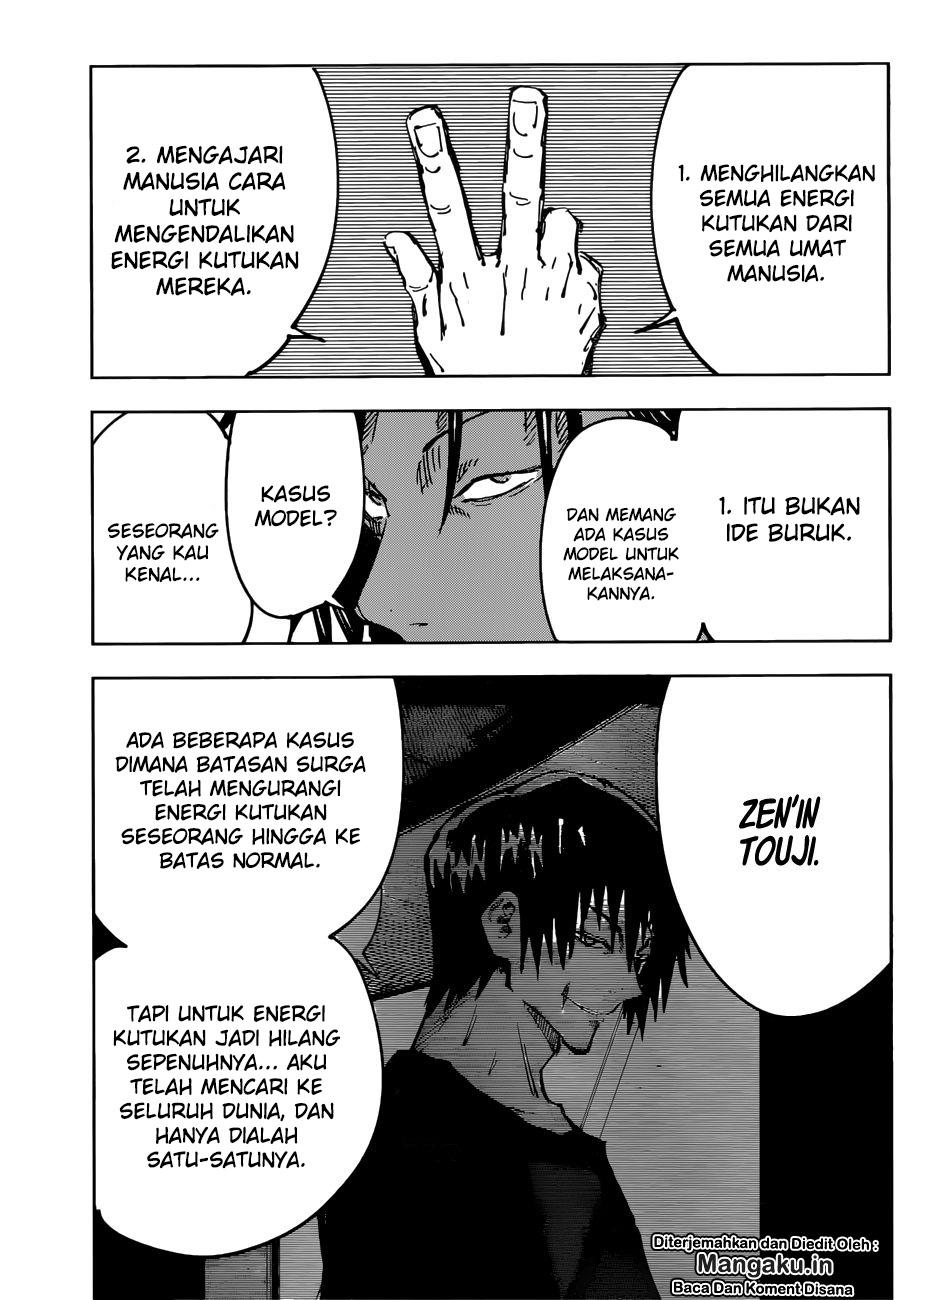 1. MENGHILANGKAN
SEMUA ENERGI
KUTUKAN DARI
SEMUA UMAT
MANUSIA.
2. MENGAJARI
MANUSIA CARA
UNTUK
MENGENDALIKAN
ENERGI KUTUKAN
MEREKA.
1. ITU BUKAN
IDE BURUK.
DAN MEMANG
ADA KASUS
MODEL UNTUK
MELAKSANA-
KANNYA.
KASUS
MODEL?
SESEORANG
YANG KAU
KENAL...
ZEN'IN
TOUJI.
ADA BEBERAPA KASUS
DIMANA BATASAN SURGA
TELAH MENGURANGI
ENERGI KUTUKAN
SESEORANG HINGGA KE
BATAS NORMAL.
TAPI UNTUK ENERGI
KUTUKAN JADI HILANG
SEPENUHNYA... AKU
TELAH MENCARI KE
SELURUH DUNIA, DAN
HANYA DIALAH
SATU-SATUNYA.
Diterjemahkan dan Diedit Oleh :
Mangaku.in
Baca Dan Koment Disana